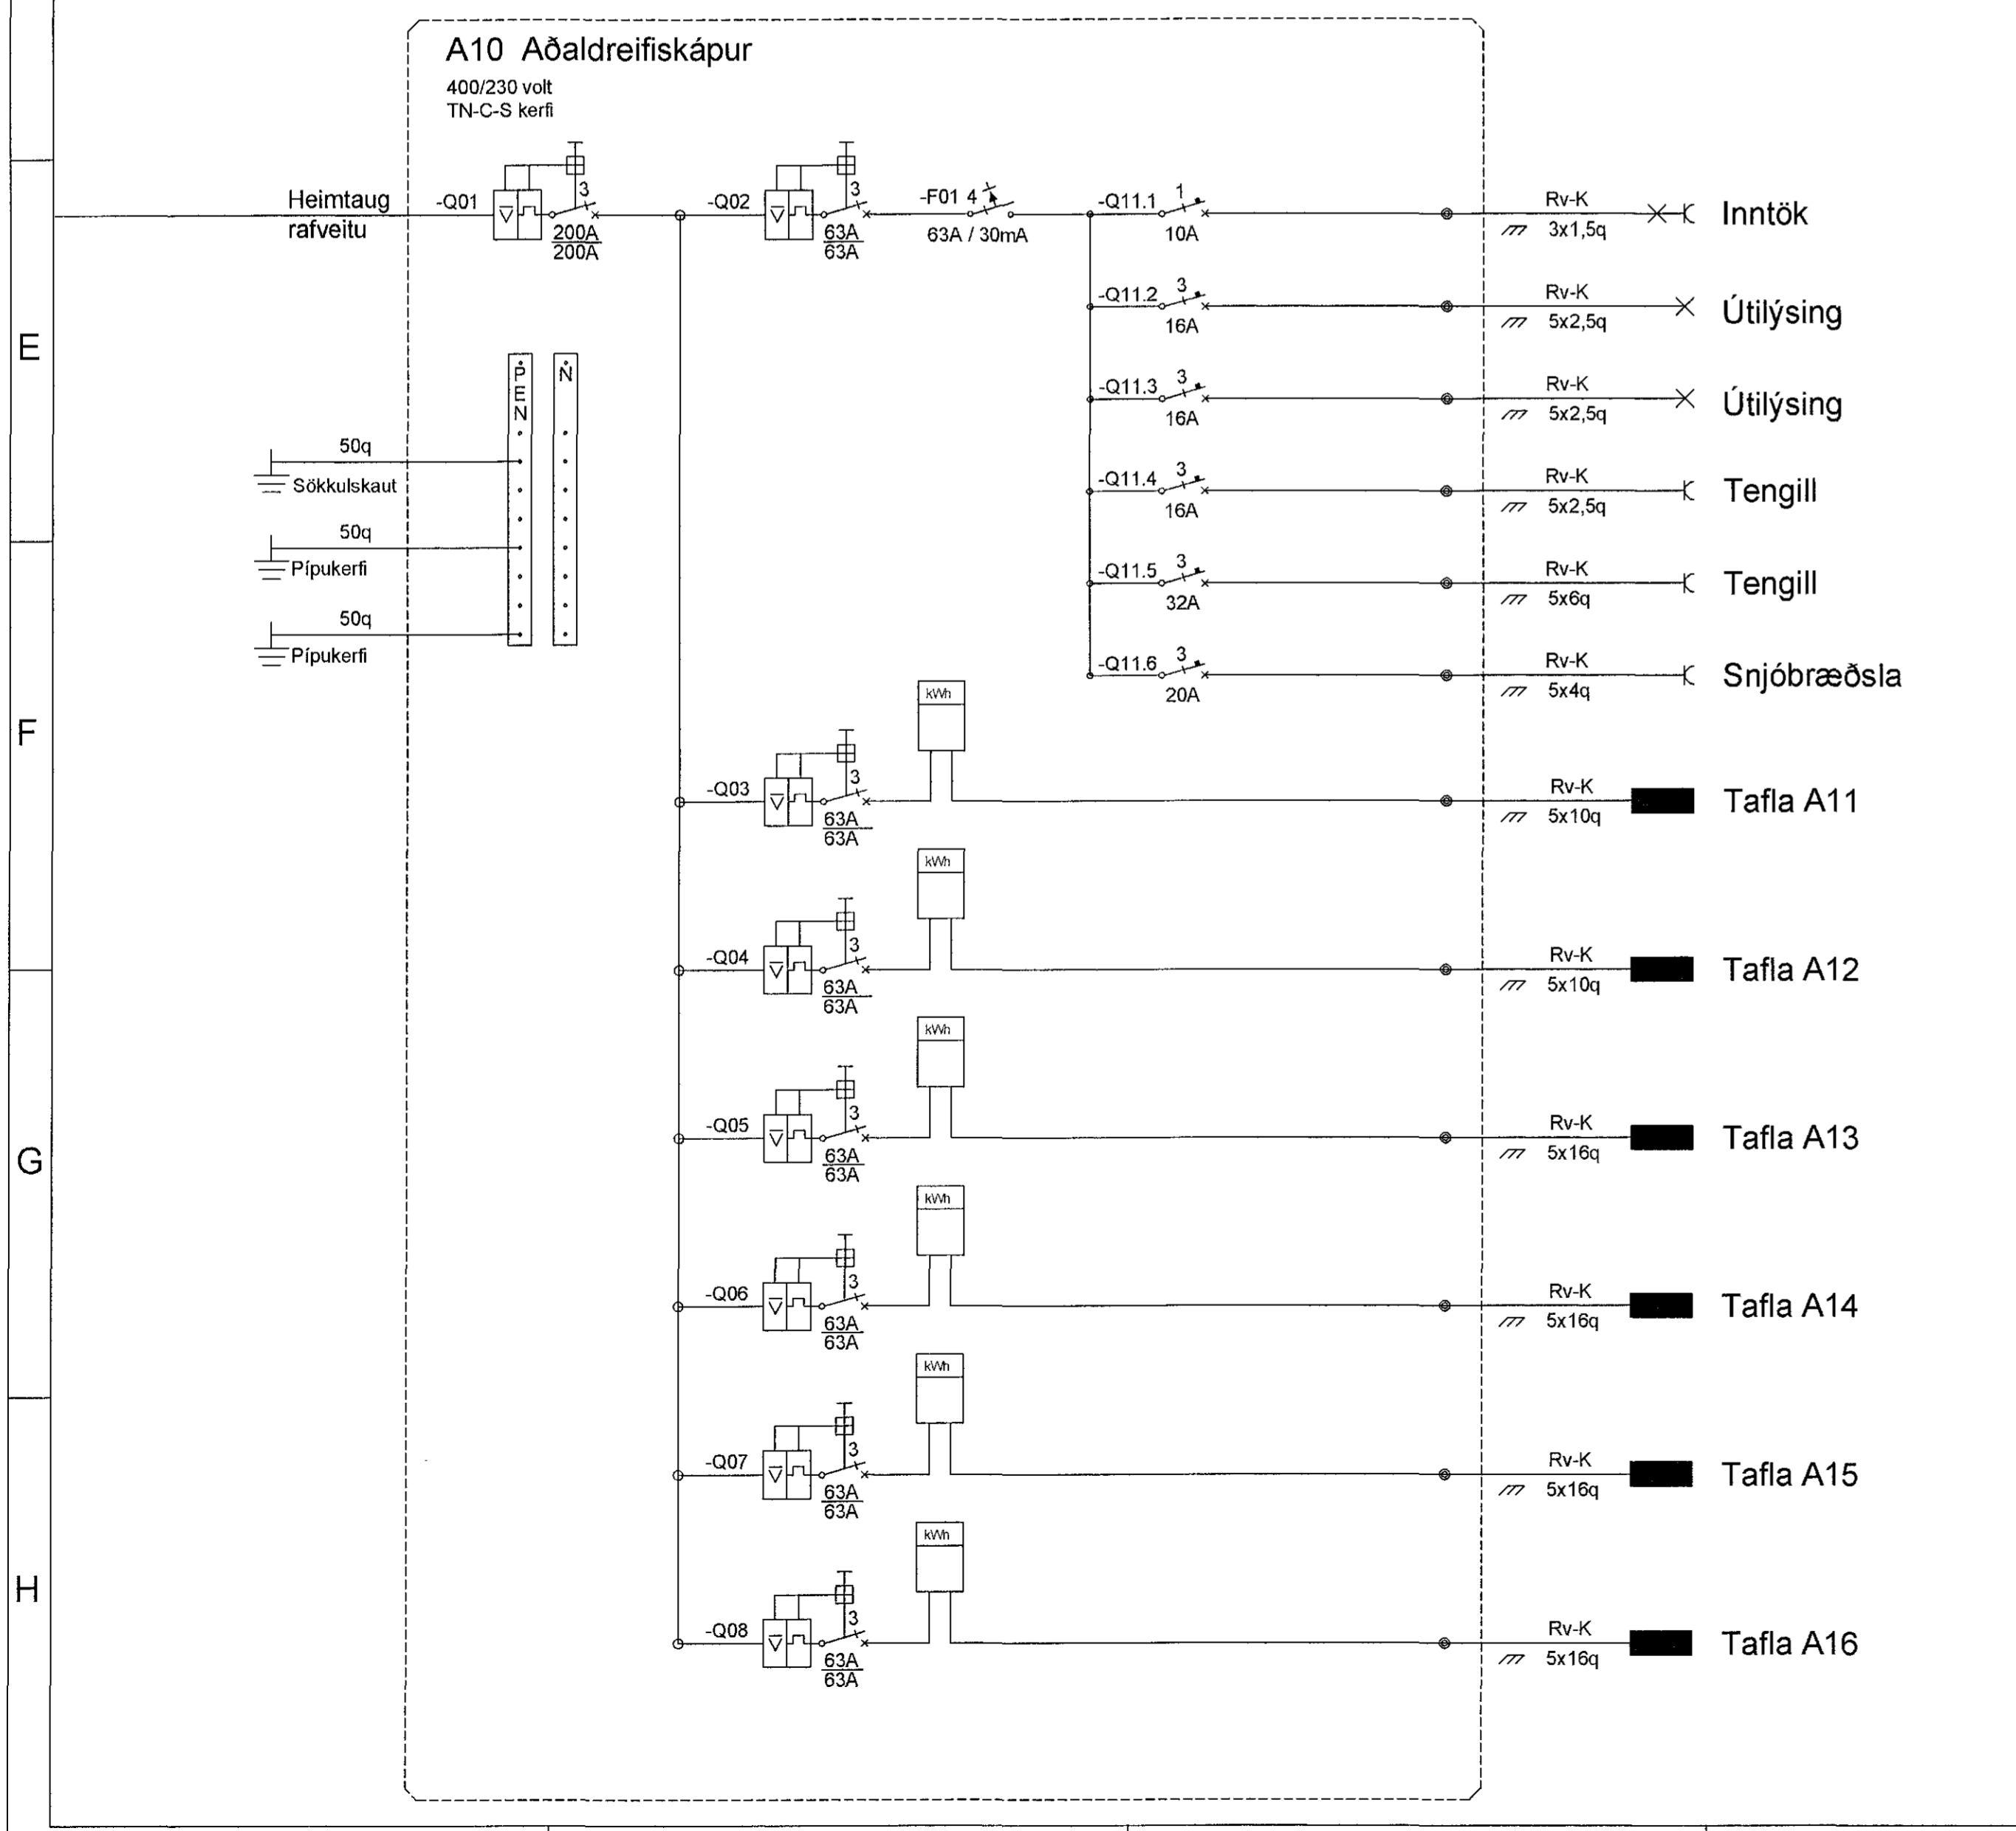 A10 Aðaldreifiskápur
400/230 volt
TN-C-S kerfi
Heimtaug
rafveitu
-Q01
3
200A
200A
-Q02
3
63A
63A
-F01 4
63A / 30mA
-Q11.1
1
10A
Rv-K
3x1,5q
Inntök
-Q11.2
3
16A
Rv-K
5x2,5q
Útilýsing
-Q11.3
3
16A
Rv-K
5x2,5q
Útilýsing
-Q11.4
3
16A
Rv-K
5x2,5q
Tengill
-Q11.5
3
32A
Rv-K
5x6q
Tengill
-Q11.6
3
20A
Rv-K
5x4q
Snjóbræðsla
PEN
N
50q
Sökkulskaut
50q
Pípukerfi
50q
Pípukerfi
kWh
-Q03
3
63A
63A
Rv-K
5x10q
Tafla A11
kWh
-Q04
3
63A
63A
Rv-K
5x10q
Tafla A12
kWh
-Q05
3
63A
63A
Rv-K
5x16q
Tafla A13
kWh
-Q06
3
63A
63A
Rv-K
5x16q
Tafla A14
kWh
-Q07
3
63A
63A
Rv-K
5x16q
Tafla A15
kWh
-Q08
3
63A
63A
Rv-K
5x16q
Tafla A16
E
F
G
H